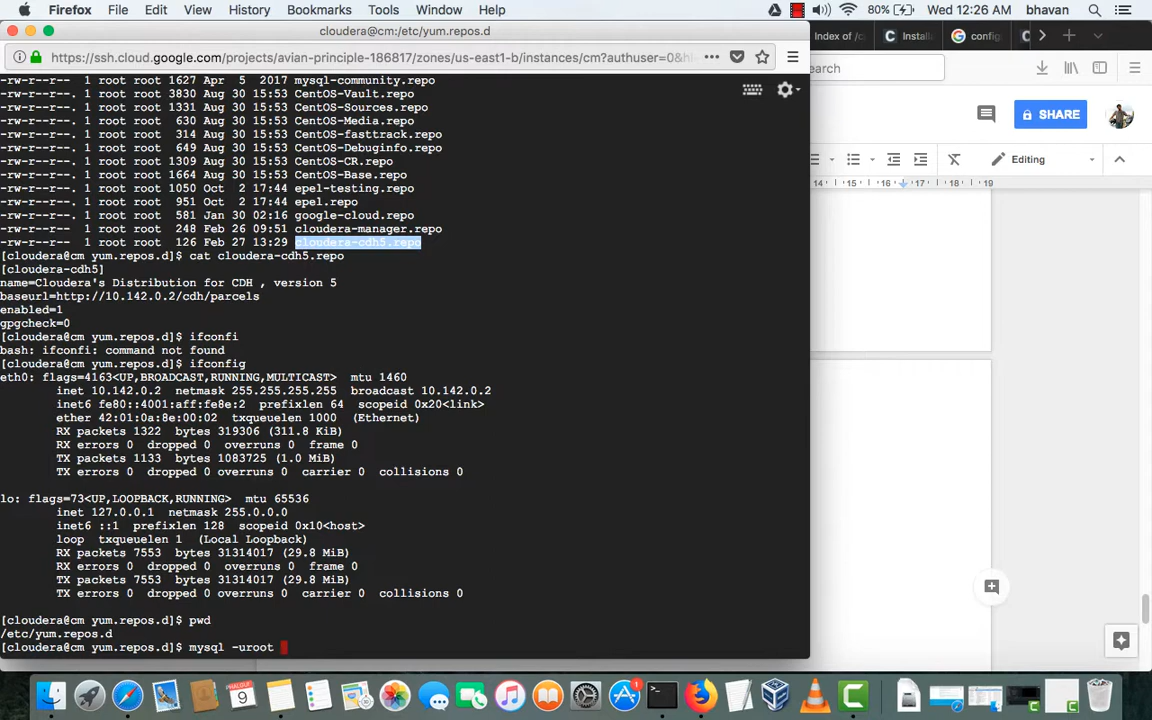 Firefox File Edit View History Bookmarks Tools Window Help 80% Wed 12:26 AM bhavan
cloudera@cm:/etc/yum.repos.d
Index of /c Install config C
https://ssh.cloud.google.com/projects/avian-principle-186817/zones/us-east1-b/instances/cm?authuser=0&h
earch
SHARE
Editing
14 15 16 17 18 19
-rw-r--r-- 1 root root 1627 Apr 5 2017 mysql-community.repo
-rw-r--r--. 1 root root 3830 Aug 30 15:53 CentOS-Vault.repo
-rw-r--r--. 1 root root 1331 Aug 30 15:53 CentOS-Sources.repo
-rw-r--r--. 1 root root 630 Aug 30 15:53 CentOS-Media.repo
-rw-r--r--. 1 root root 314 Aug 30 15:53 CentOS-fasttrack.repo
-rw-r--r--. 1 root root 649 Aug 30 15:53 CentOS-Debuginfo.repo
-rw-r--r--. 1 root root 1309 Aug 30 15:53 CentOS-CR.repo
-rw-r--r--. 1 root root 1664 Aug 30 15:53 CentOS-Base.repo
-rw-r--r-- 1 root root 1050 Oct 2 17:44 epel-testing.repo
-rw-r--r-- 1 root root 951 Oct 2 17:44 epel.repo
-rw-r--r-- 1 root root 581 Jan 30 02:16 google-cloud.repo
-rw-r--r-- 1 root root 248 Feb 26 09:51 cloudera-manager.repo
-rw-r--r-- 1 root root 126 Feb 27 13:29 cloudera-cdh5.repo
[cloudera@cm yum.repos.d]$ cat cloudera-cdh5.repo
[cloudera-cdh5]
name=Cloudera's Distribution for CDH , version 5
baseurl=http://10.142.0.2/cdh/parcels
enabled=1
gpgcheck=0
[cloudera@cm yum.repos.d]$ ifconfi
bash: ifconfi: command not found
[cloudera@cm yum.repos.d]$ ifconfig
eth0: flags=4163<UP,BROADCAST,RUNNING,MULTICAST> mtu 1460
inet 10.142.0.2 netmask 255.255.255.255 broadcast 10.142.0.2
inet6 fe80::4001:aff:fe8e:2 prefixlen 64 scopeid 0x20<link>
ether 42:01:0a:8e:00:02 txqueuelen 1000 (Ethernet)
RX packets 1322 bytes 319306 (311.8 KiB)
RX errors 0 dropped 0 overruns 0 frame 0
TX packets 1133 bytes 1083725 (1.0 MiB)
TX errors 0 dropped 0 overruns 0 carrier 0 collisions 0
lo: flags=73<UP,LOOPBACK,RUNNING> mtu 65536
inet 127.0.0.1 netmask 255.0.0.0
inet6 ::1 prefixlen 128 scopeid 0x10<host>
loop txqueuelen 1 (Local Loopback)
RX packets 7553 bytes 31314017 (29.8 MiB)
RX errors 0 dropped 0 overruns 0 frame 0
TX packets 7553 bytes 31314017 (29.8 MiB)
TX errors 0 dropped 0 overruns 0 carrier 0 collisions 0
[cloudera@cm yum.repos.d]$ pwd
/etc/yum.repos.d
[cloudera@cm yum.repos.d]$ mysql -uroot